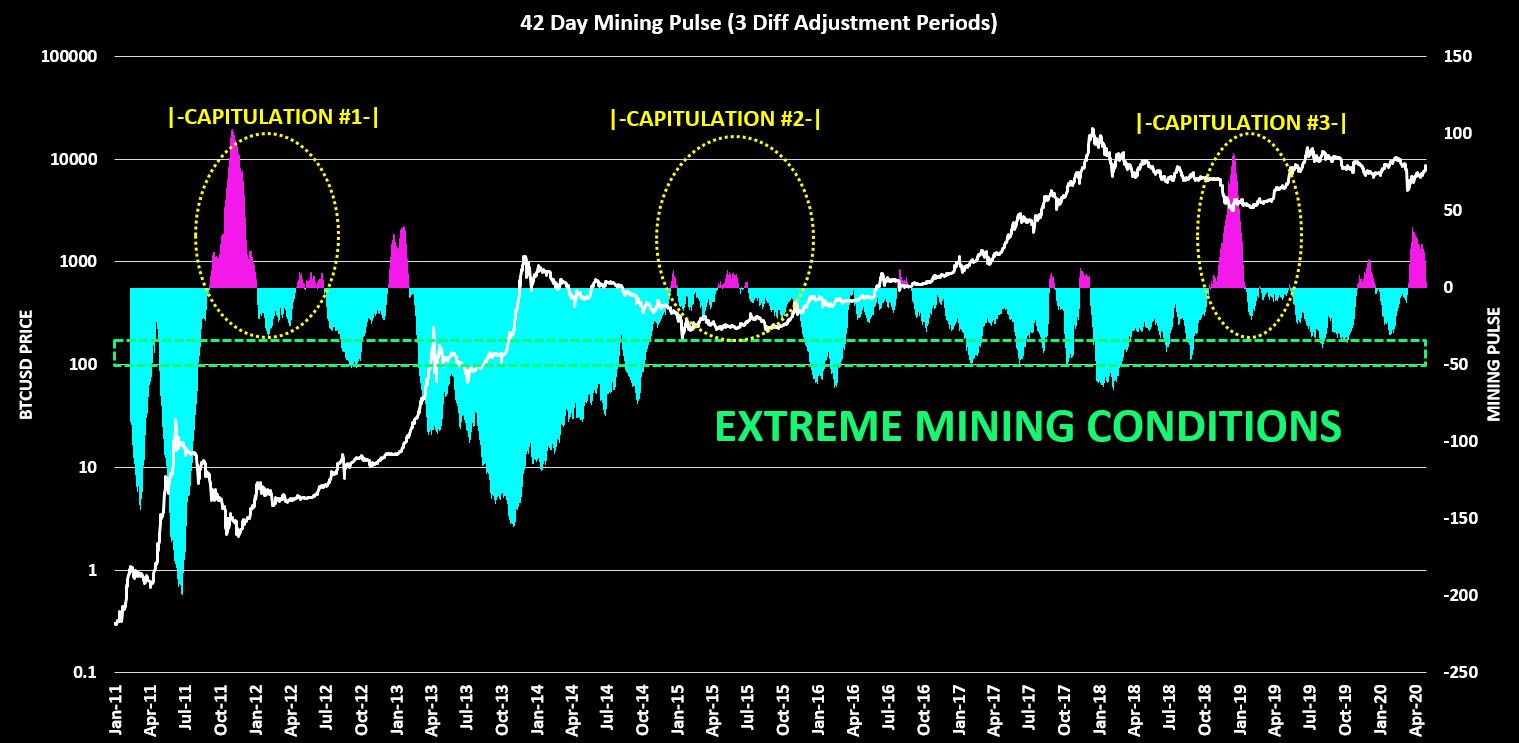 42 Day Mining Pulse (3 Diff Adjustment Periods)
100000
10000
1000
100
10
1
0.1
BTCUSD PRICE
|-CAPITULATION #1-|
|-CAPITULATION #2-|
|-CAPITULATION #3-|
EXTREME MINING CONDITIONS
150
100
50
0
-50
-100
-150
-200
-250
MINING PULSE
Jan-11
Apr-11
Jul-11
Oct-11
Jan-12
Apr-12
Jul-12
Oct-12
Jan-13
Apr-13
Jul-13
Oct-13
Jan-14
Apr-14
Jul-14
Oct-14
Jan-15
Apr-15
Jul-15
Oct-15
Jan-16
Apr-16
Jul-16
Oct-16
Jan-17
Apr-17
Jul-17
Oct-17
Jan-18
Apr-18
Jul-18
Oct-18
Jan-19
Apr-19
Jul-19
Oct-19
Jan-20
Apr-20